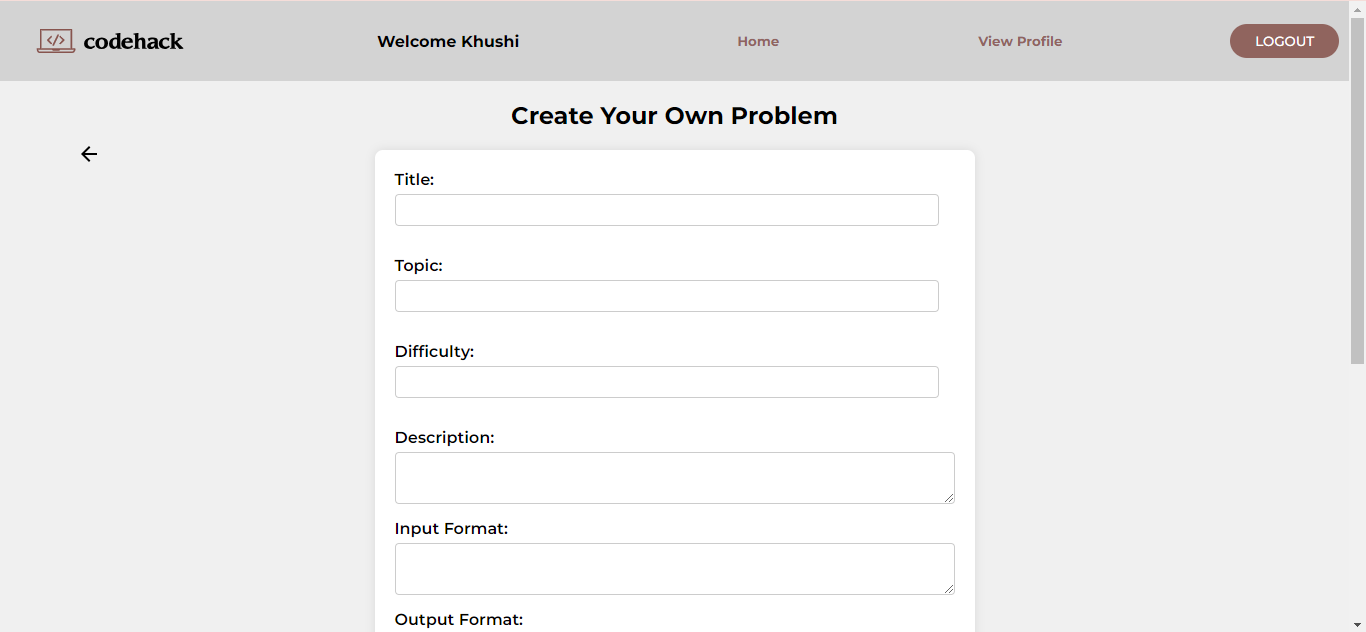 </> codehack
Welcome Khushi
Home
View Profile
LOGOUT
Create Your Own Problem
Title:
Topic:
Difficulty:
Description:
Input Format:
Output Format: